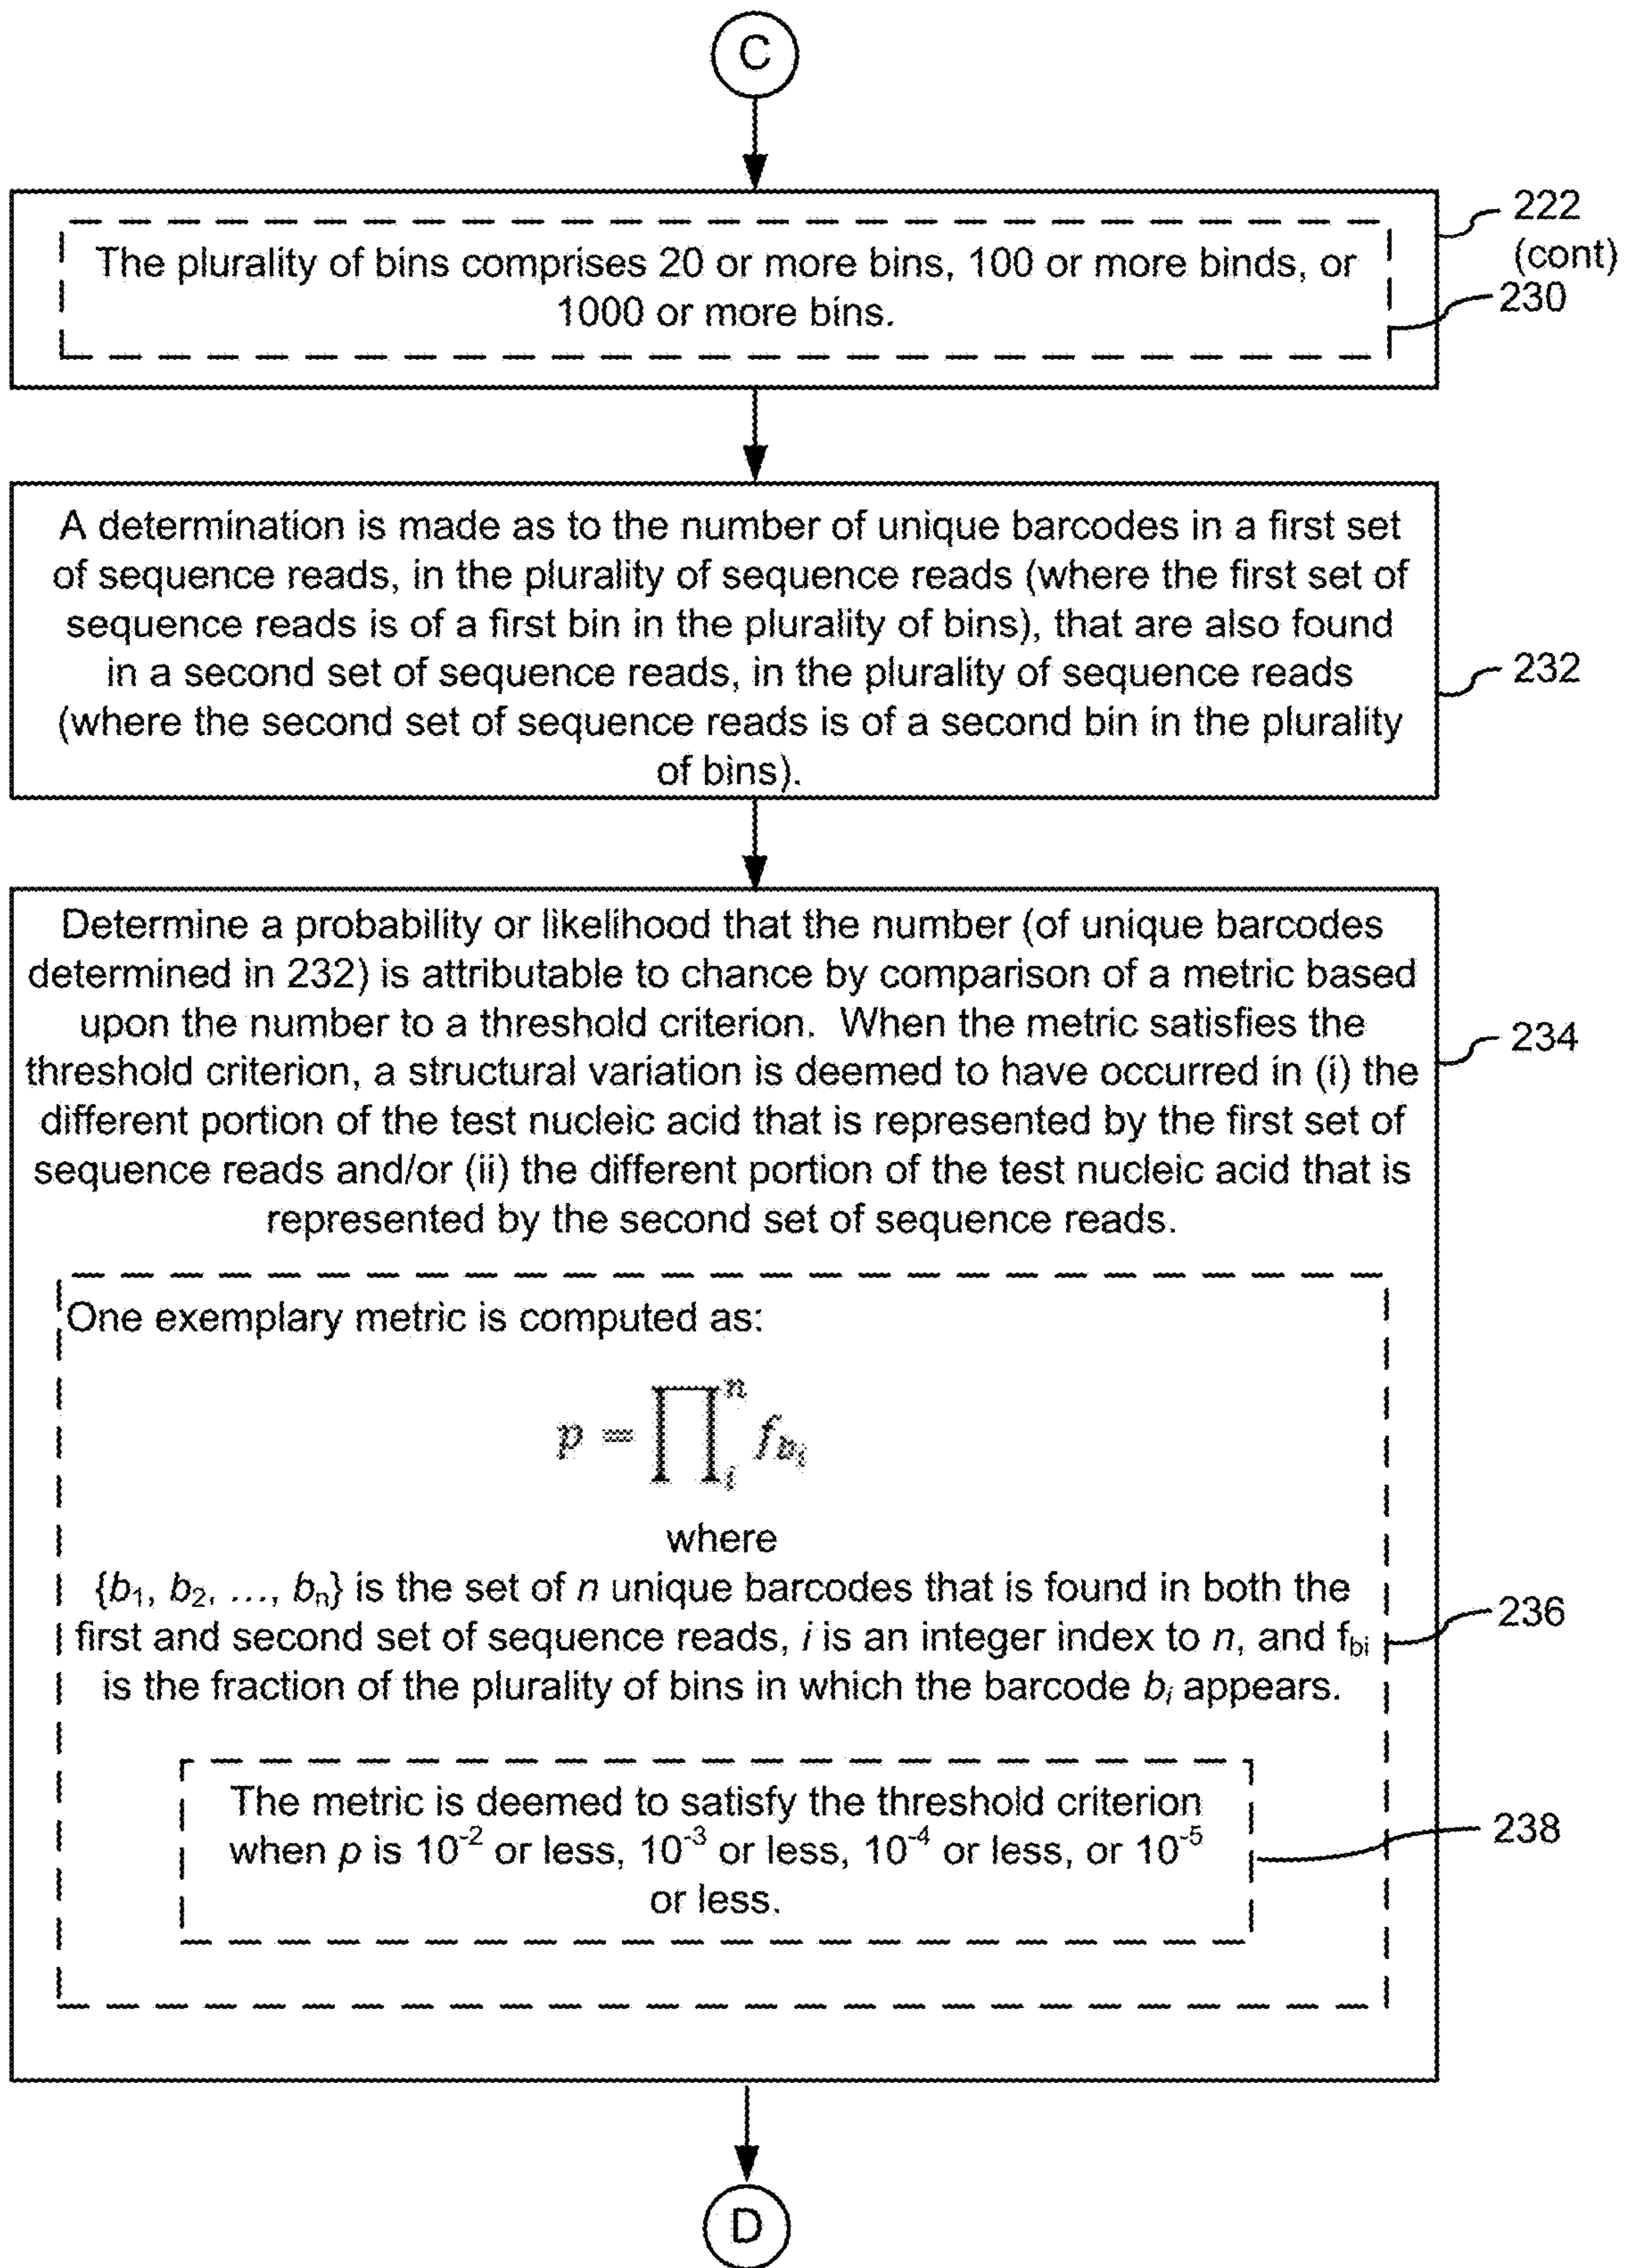 C
The plurality of bins comprises 20 or more bins, 100 or more binds, or
1000 or more bins.
222
(cont)
230
A determination is made as to the number of unique barcodes in a first set
of sequence reads, in the plurality of sequence reads (where the first set of
sequence reads is of a first bin in the plurality of bins), that are also found
in a second set of sequence reads, in the plurality of sequence reads
(where the second set of sequence reads is of a second bin in the plurality
of bins).
232
Determine a probability or likelihood that the number (of unique barcodes
determined in 232) is attributable to chance by comparison of a metric based
upon the number to a threshold criterion.  When the metric satisfies the
threshold criterion, a structural variation is deemed to have occurred in (i) the
different portion of the test nucleic acid that is represented by the first set of
sequence reads and/or (ii) the different portion of the test nucleic acid that is
represented by the second set of sequence reads.
234
One exemplary metric is computed as:
p = ∏ᵢⁿ f_{b_i}
where
{b₁, b₂, ..., bₙ} is the set of n unique barcodes that is found in both the
first and second set of sequence reads, i is an integer index to n, and f_{bi}
is the fraction of the plurality of bins in which the barcode bᵢ appears.
236
The metric is deemed to satisfy the threshold criterion
when p is 10⁻² or less, 10⁻³ or less, 10⁻⁴ or less, or 10⁻⁵
or less.
238
D